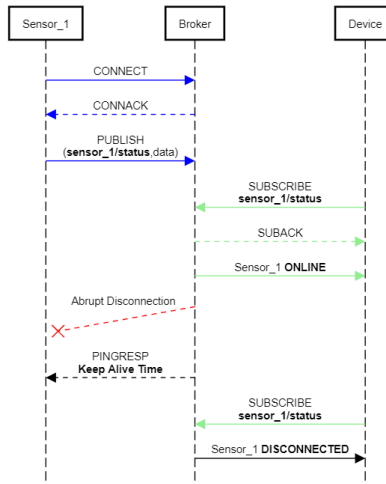 Sensor_1 Broker Device
CONNECT
CONNACK
PUBLISH
(sensor_1/status,data)
SUBSCRIBE
sensor_1/status
SUBACK
Sensor_1 ONLINE
Abrupt Disconnection
PINGRESP
Keep Alive Time
SUBSCRIBE
sensor_1/status
Sensor_1 DISCONNECTED